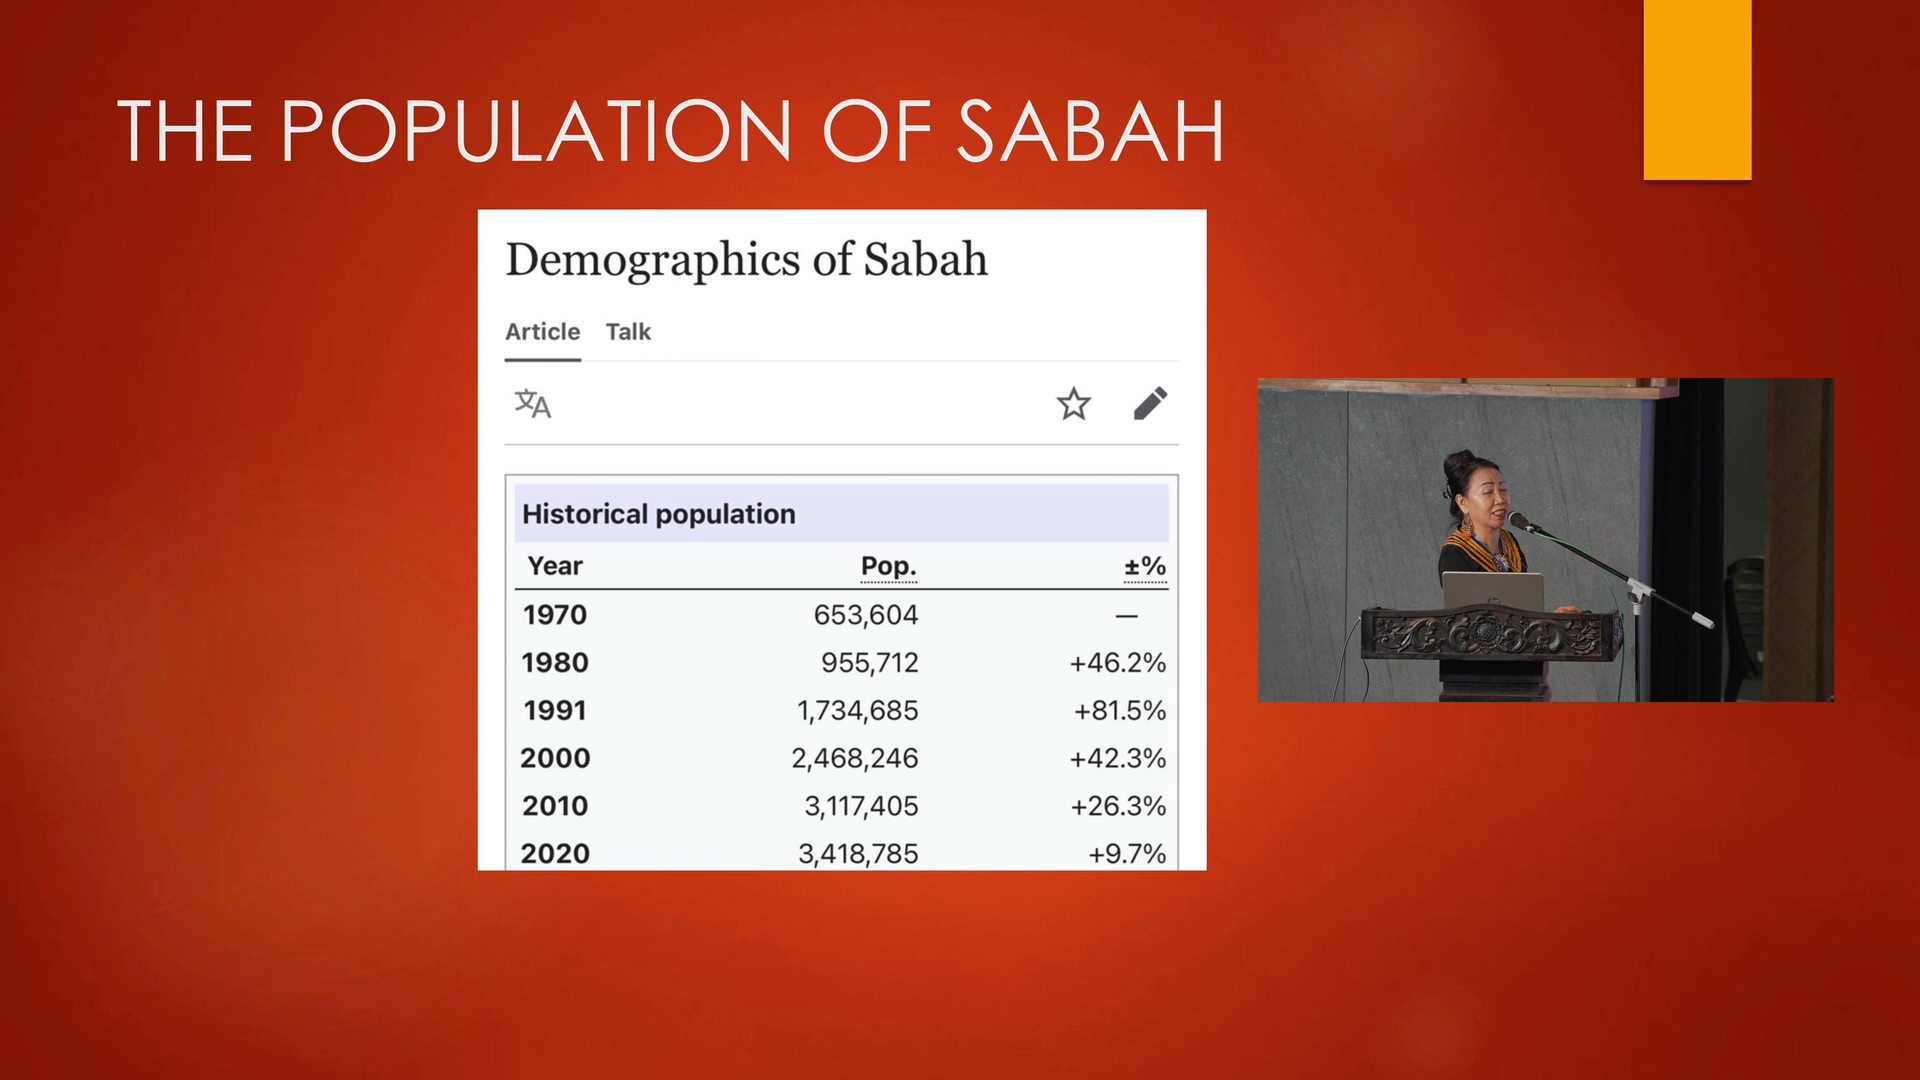 THE POPULATION OF SABAH
Demographics of Sabah
Article Talk
文A
Historical population
Year Pop. ±%
1970 653,604 —
1980 955,712 +46.2%
1991 1,734,685 +81.5%
2000 2,468,246 +42.3%
2010 3,117,405 +26.3%
2020 3,418,785 +9.7%